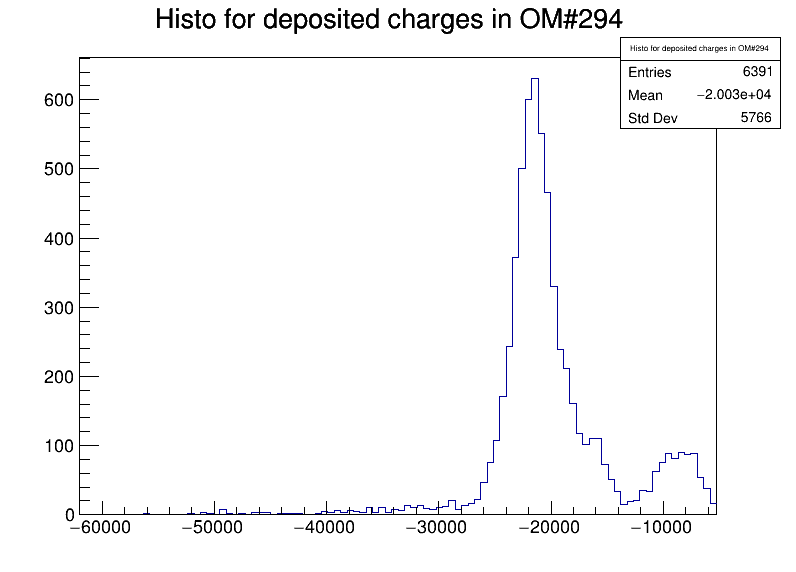 Histo for deposited charges in OM#294
Histo for deposited charges in OM#294
Entries 6391
Mean −2.003e+04
Std Dev 5766
600
500
400
300
200
100
0
−60000 −50000 −40000 −30000 −20000 −10000